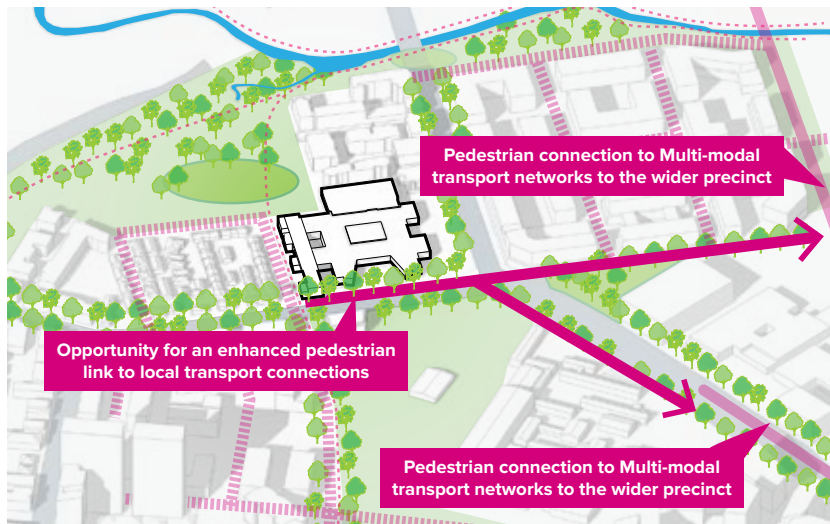 Pedestrian connection to Multi-modal
transport networks to the wider precinct
Opportunity for an enhanced pedestrian
link to local transport connections
Pedestrian connection to Multi-modal
transport networks to the wider precinct